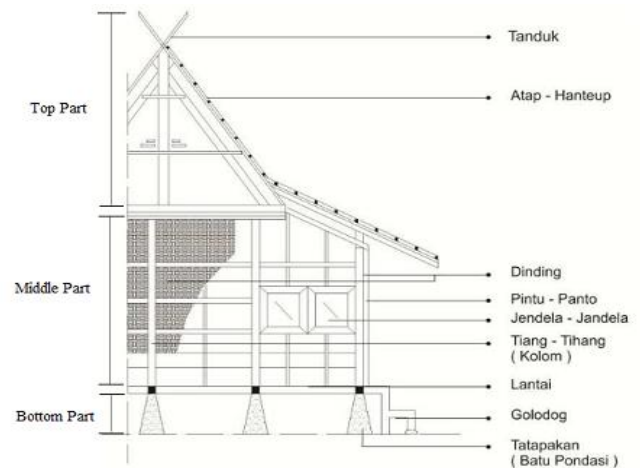 Tanduk
Atap - Hanteup
Top Part
Dinding
Middle Part
Pintu - Panto
Jendela - Jandela
Tiang - Tihang
( Kolom )
Lantai
Bottom Part
Golodog
Tatapakan
( Batu Pondasi )